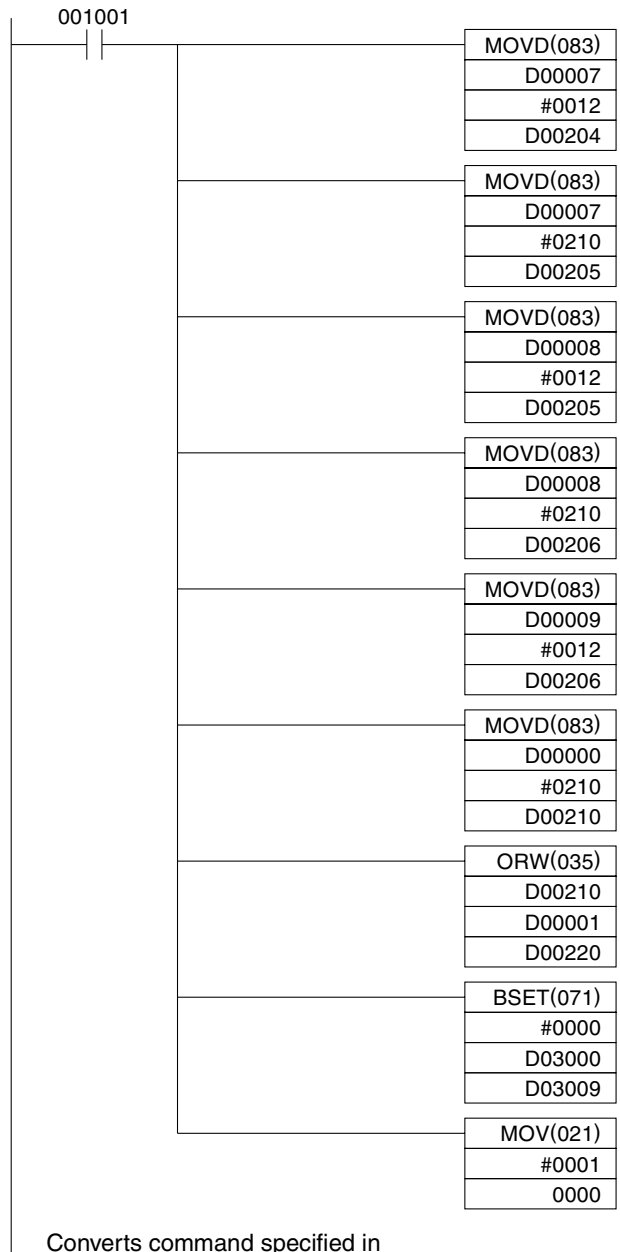 001001
MOVD(083)
D00007
#0012
D00204
MOVD(083)
D00007
#0210
D00205
MOVD(083)
D00008
#0012
D00205
MOVD(083)
D00008
#0210
D00206
MOVD(083)
D00009
#0012
D00206
MOVD(083)
D00000
#0210
D00210
ORW(035)
D00210
D00001
D00220
BSET(071)
#0000
D03000
D03009
MOV(021)
#0001
0000
Converts command specified in